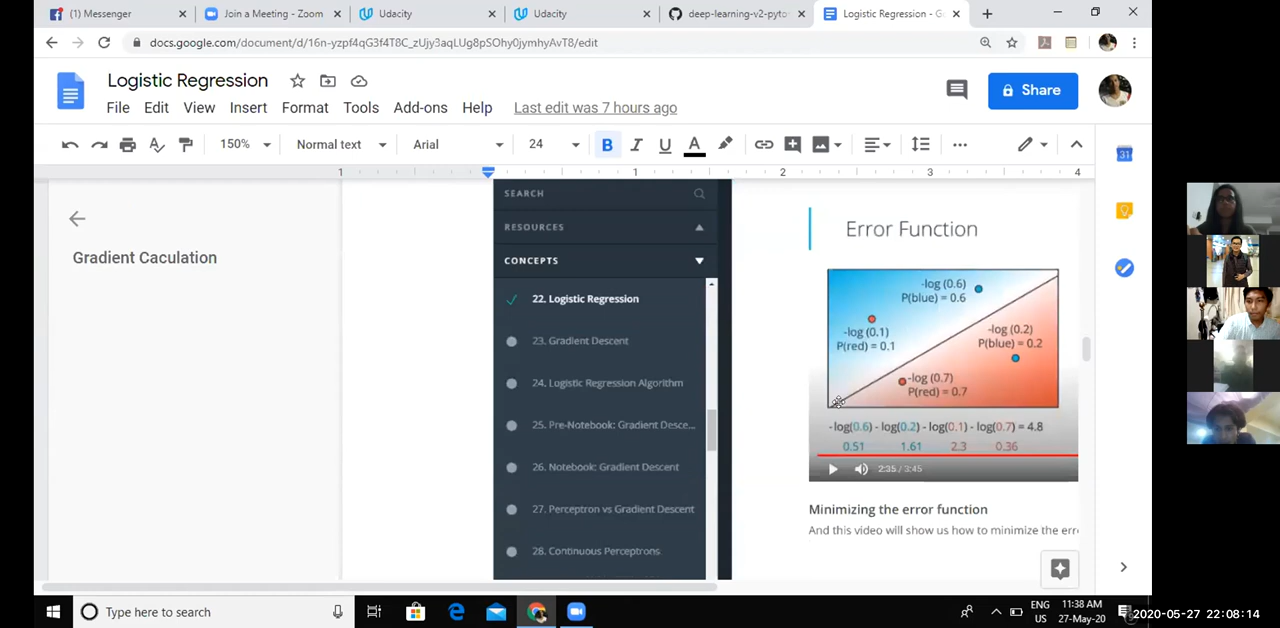 (1) Messenger
Join a Meeting - Zoom
Udacity
Udacity
deep-learning-v2-pyto
Logistic Regression - Go
docs.google.com/document/d/16n-yzpf4qG3f4T8C_zUjy3aqLUg8pSOhy0jymhyAvT8/edit
Logistic Regression
File Edit View Insert Format Tools Add-ons Help Last edit was 7 hours ago
Share
150% Normal text Arial 24 B I U A
31
1 1 2 3 4
Gradient Caculation
SEARCH
RESOURCES
CONCEPTS
22. Logistic Regression
23. Gradient Descent
24. Logistic Regression Algorithm
25. Pre-Notebook: Gradient Desce...
26. Notebook: Gradient Descent
27. Perceptron vs Gradient Descent
28. Continuous Perceptrons
Error Function
-log (0.6)
P(blue) = 0.6
-log (0.1)
P(red) = 0.1
-log (0.2)
P(blue) = 0.2
-log (0.7)
P(red) = 0.7
-log(0.6) - log(0.2) - log(0.1) - log(0.7) = 4.8
0.51 1.61 2.3 0.36
2:35 / 3:45
Minimizing the error function
And this video will show us how to minimize the err
Type here to search
ENG
US
11:38 AM
27-May-20
2020-05-27 22:08:14